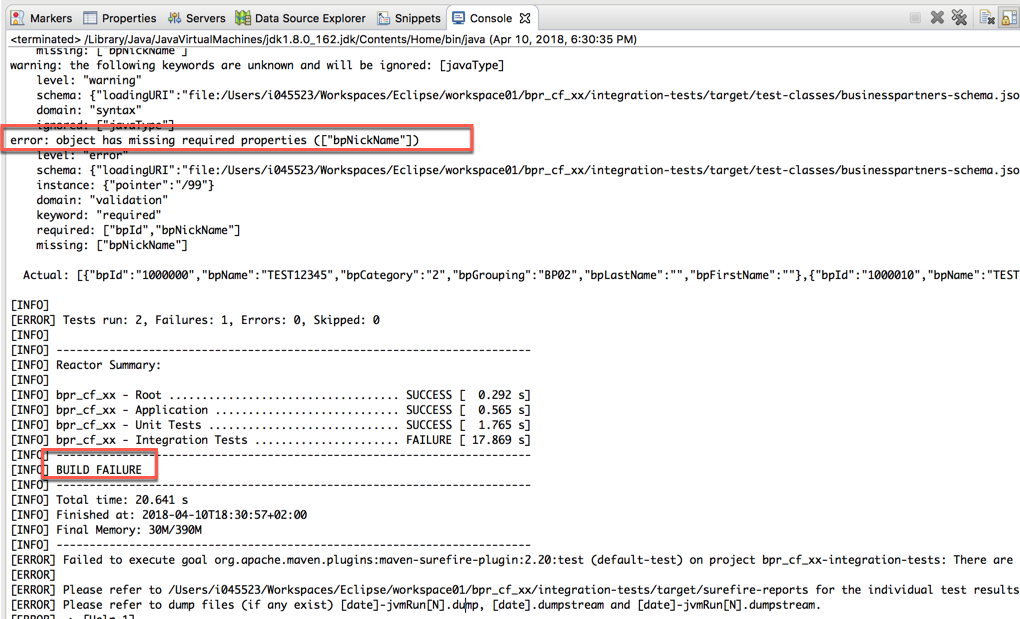 Markers Properties Servers Data Source Explorer Snippets Console
<terminated> /Library/Java/JavaVirtualMachines/jdk1.8.0_162.jdk/Contents/Home/bin/java (Apr 10, 2018, 6:30:35 PM)
missing: ["bpNickName"]
warning: the following keywords are unknown and will be ignored: [javaType]
level: "warning"
schema: {"loadingURI":"file:/Users/i045523/Workspaces/Eclipse/workspace01/bpr_cf_xx/integration-tests/target/test-classes/businesspartners-schema.jso
domain: "syntax"
ignored: ["javaType"]
error: object has missing required properties (["bpNickName"])
level: "error"
schema: {"loadingURI":"file:/Users/i045523/Workspaces/Eclipse/workspace01/bpr_cf_xx/integration-tests/target/test-classes/businesspartners-schema.jso
instance: {"pointer":"/99"}
domain: "validation"
keyword: "required"
required: ["bpId","bpNickName"]
missing: ["bpNickName"]
Actual: [{"bpId":"1000000","bpName":"TEST12345","bpCategory":"2","bpGrouping":"BP02","bpLastName":"","bpFirstName":""},{"bpId":"1000010","bpName":"TEST
[INFO]
[ERROR] Tests run: 2, Failures: 1, Errors: 0, Skipped: 0
[INFO]
[INFO] ------------------------------------------------------------------------
[INFO] Reactor Summary:
[INFO]
[INFO] bpr_cf_xx - Root ................................... SUCCESS [  0.292 s]
[INFO] bpr_cf_xx - Application ............................ SUCCESS [  0.565 s]
[INFO] bpr_cf_xx - Unit Tests ............................. SUCCESS [  1.765 s]
[INFO] bpr_cf_xx - Integration Tests ...................... FAILURE [ 17.869 s]
[INFO] ------------------------------------------------------------------------
[INFO] BUILD FAILURE
[INFO] ------------------------------------------------------------------------
[INFO] Total time: 20.641 s
[INFO] Finished at: 2018-04-10T18:30:57+02:00
[INFO] Final Memory: 30M/390M
[INFO] ------------------------------------------------------------------------
[ERROR] Failed to execute goal org.apache.maven.plugins:maven-surefire-plugin:2.20:test (default-test) on project bpr_cf_xx-integration-tests: There are
[ERROR]
[ERROR] Please refer to /Users/i045523/Workspaces/Eclipse/workspace01/bpr_cf_xx/integration-tests/target/surefire-reports for the individual test results
[ERROR] Please refer to dump files (if any exist) [date]-jvmRun[N].dump, [date].dumpstream and [date]-jvmRun[N].dumpstream.
[ERROR] -> [Help 1]